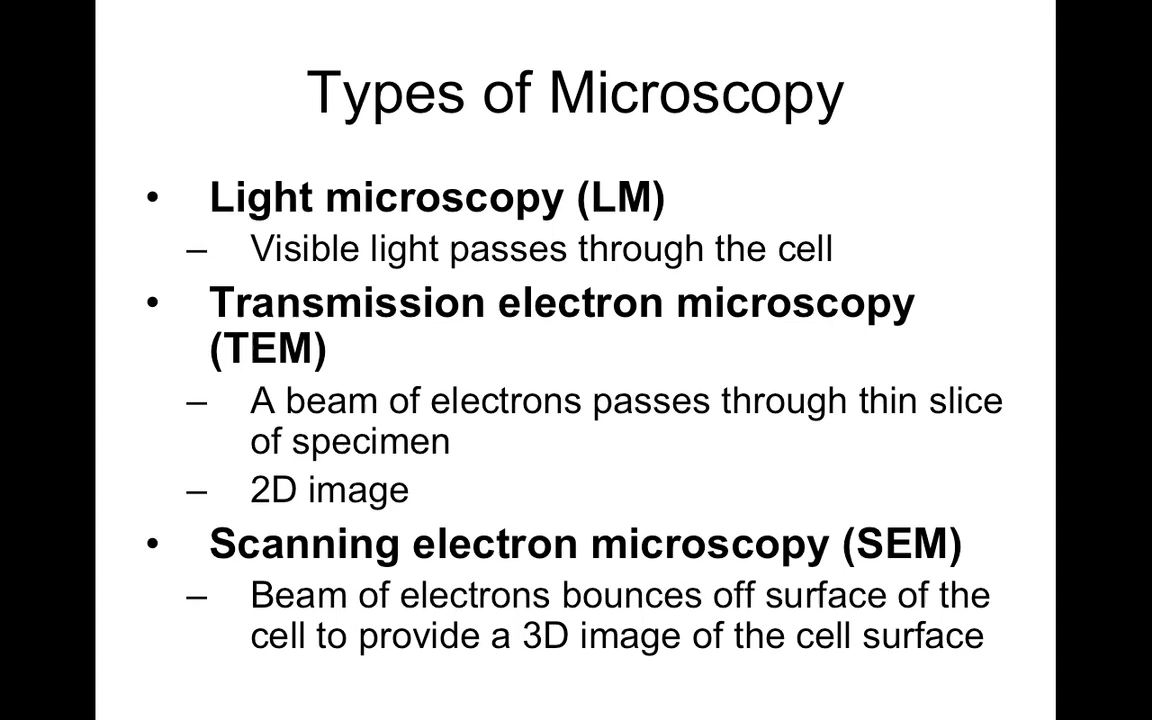 Types of Microscopy
• Light microscopy (LM)
– Visible light passes through the cell
• Transmission electron microscopy
(TEM)
– A beam of electrons passes through thin slice
of specimen
– 2D image
• Scanning electron microscopy (SEM)
– Beam of electrons bounces off surface of the
cell to provide a 3D image of the cell surface